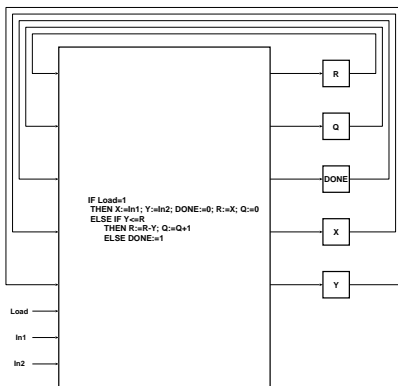 R
Q
DONE
IF Load=1
THEN X:=In1; Y:=In2; DONE:=0; R:=X; Q:=0
ELSE IF Y<=R
THEN R:=R-Y; Q:=Q+1
ELSE DONE:=1
X
Y
Load
In1
In2